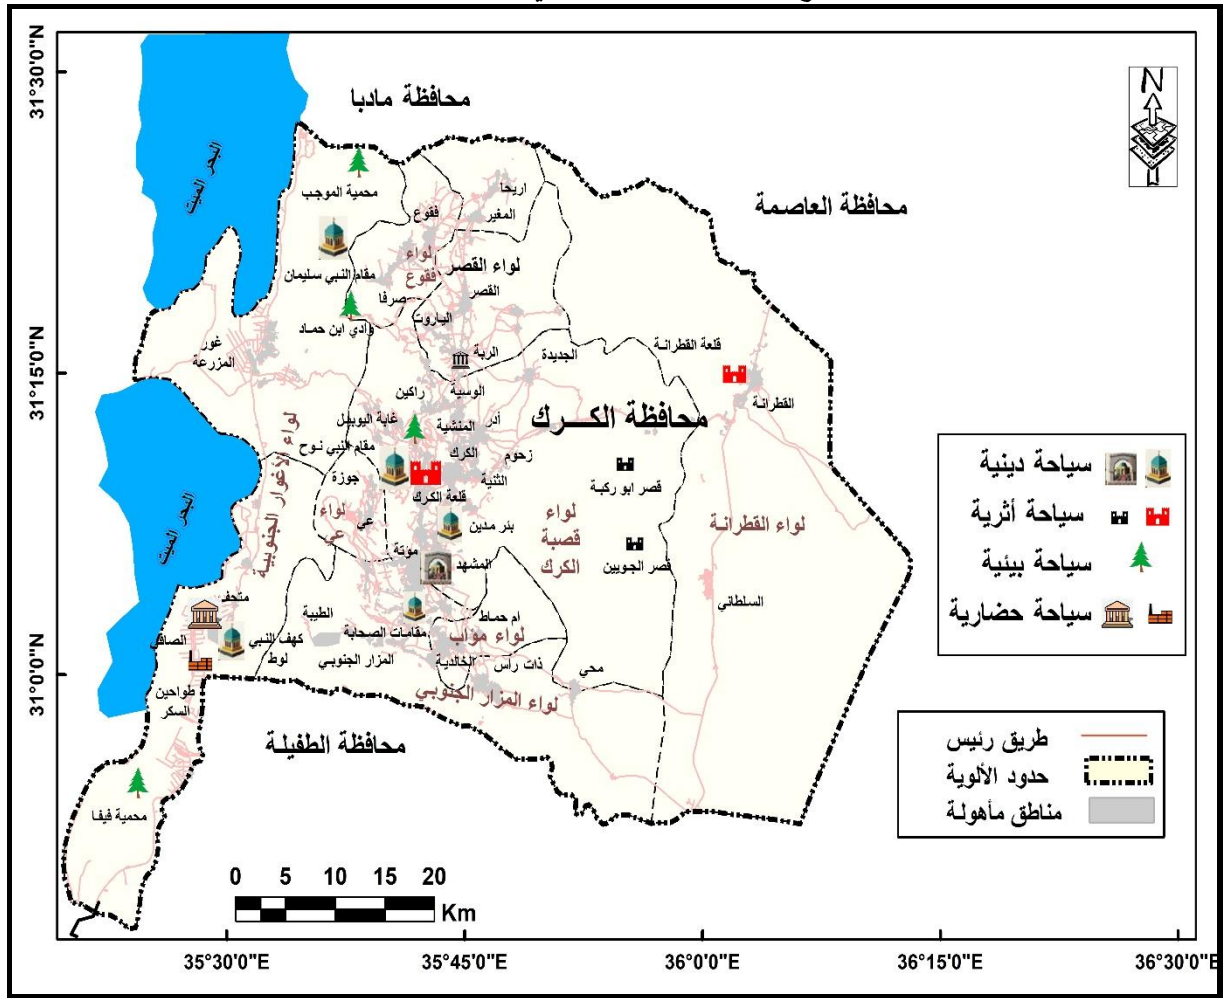 محافظة مادبا
محافظة العاصمة
محافظة الكـــرك
محافظة الطفيلة
البحر الميت
البحر الميت
محمية الموجب
مقام النبي سليمان
وادي ابن حماد
فقوع
لواء
فقوع
صرفا
اريحا
المغير
لواء القصر
القصر
الياروت
الربة
الجديدة
قلعة القطرانة
القطرانة
غور
المزرعة
راكين
الوسية
غابة اليوبيل
المنشية
أدر
مقام النبي نوح
الكرك
زحوم
الثنية
قلعة الكرك
جوزة
لواء
عي
عي
لواء الأغوار الجنوبية
قصر ابو ركبة
لواء
قصبة
الكرك
قصر الجويين
لواء القطرانة
السلطاني
بئر مدين
مؤتة
المشهد
ام حماط
لواء مؤاب
مقامات الصحابة
الطيبة
المزار الجنوبي
الخالدية
ذات رأس
محي
لواء المزار الجنوبي
متحف
الصافي
كهف النبي
لوط
طواحين
السكر
محمية فيفا
N
سياحة دينية
سياحة أثرية
سياحة بيئية
سياحة حضارية
طريق رئيس
حدود الألوية
مناطق مأهولة
0 5 10 15 20
Km
31°30'0"N
31°15'0"N
31°0'0"N
35°30'0"E 35°45'0"E 36°0'0"E 36°15'0"E 36°30'0"E